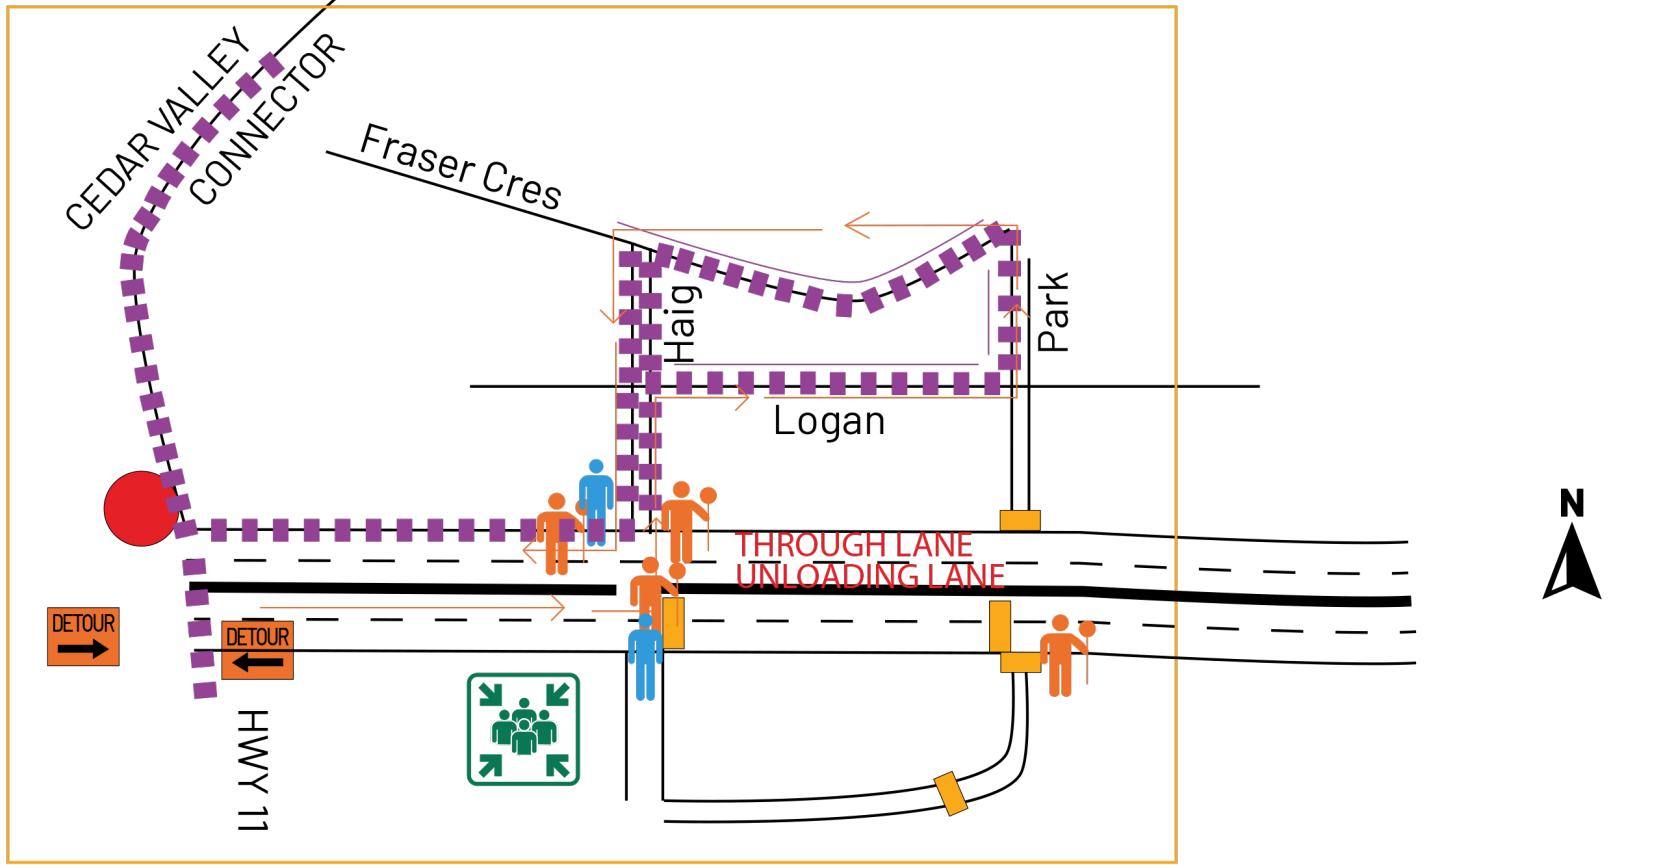 CEDAR VALLEY
CONNECTOR
Fraser Cres
Haig
Park
Logan
N
THROUGH LANE
UNLOADING LANE
DETOUR
DETOUR
HWY 11